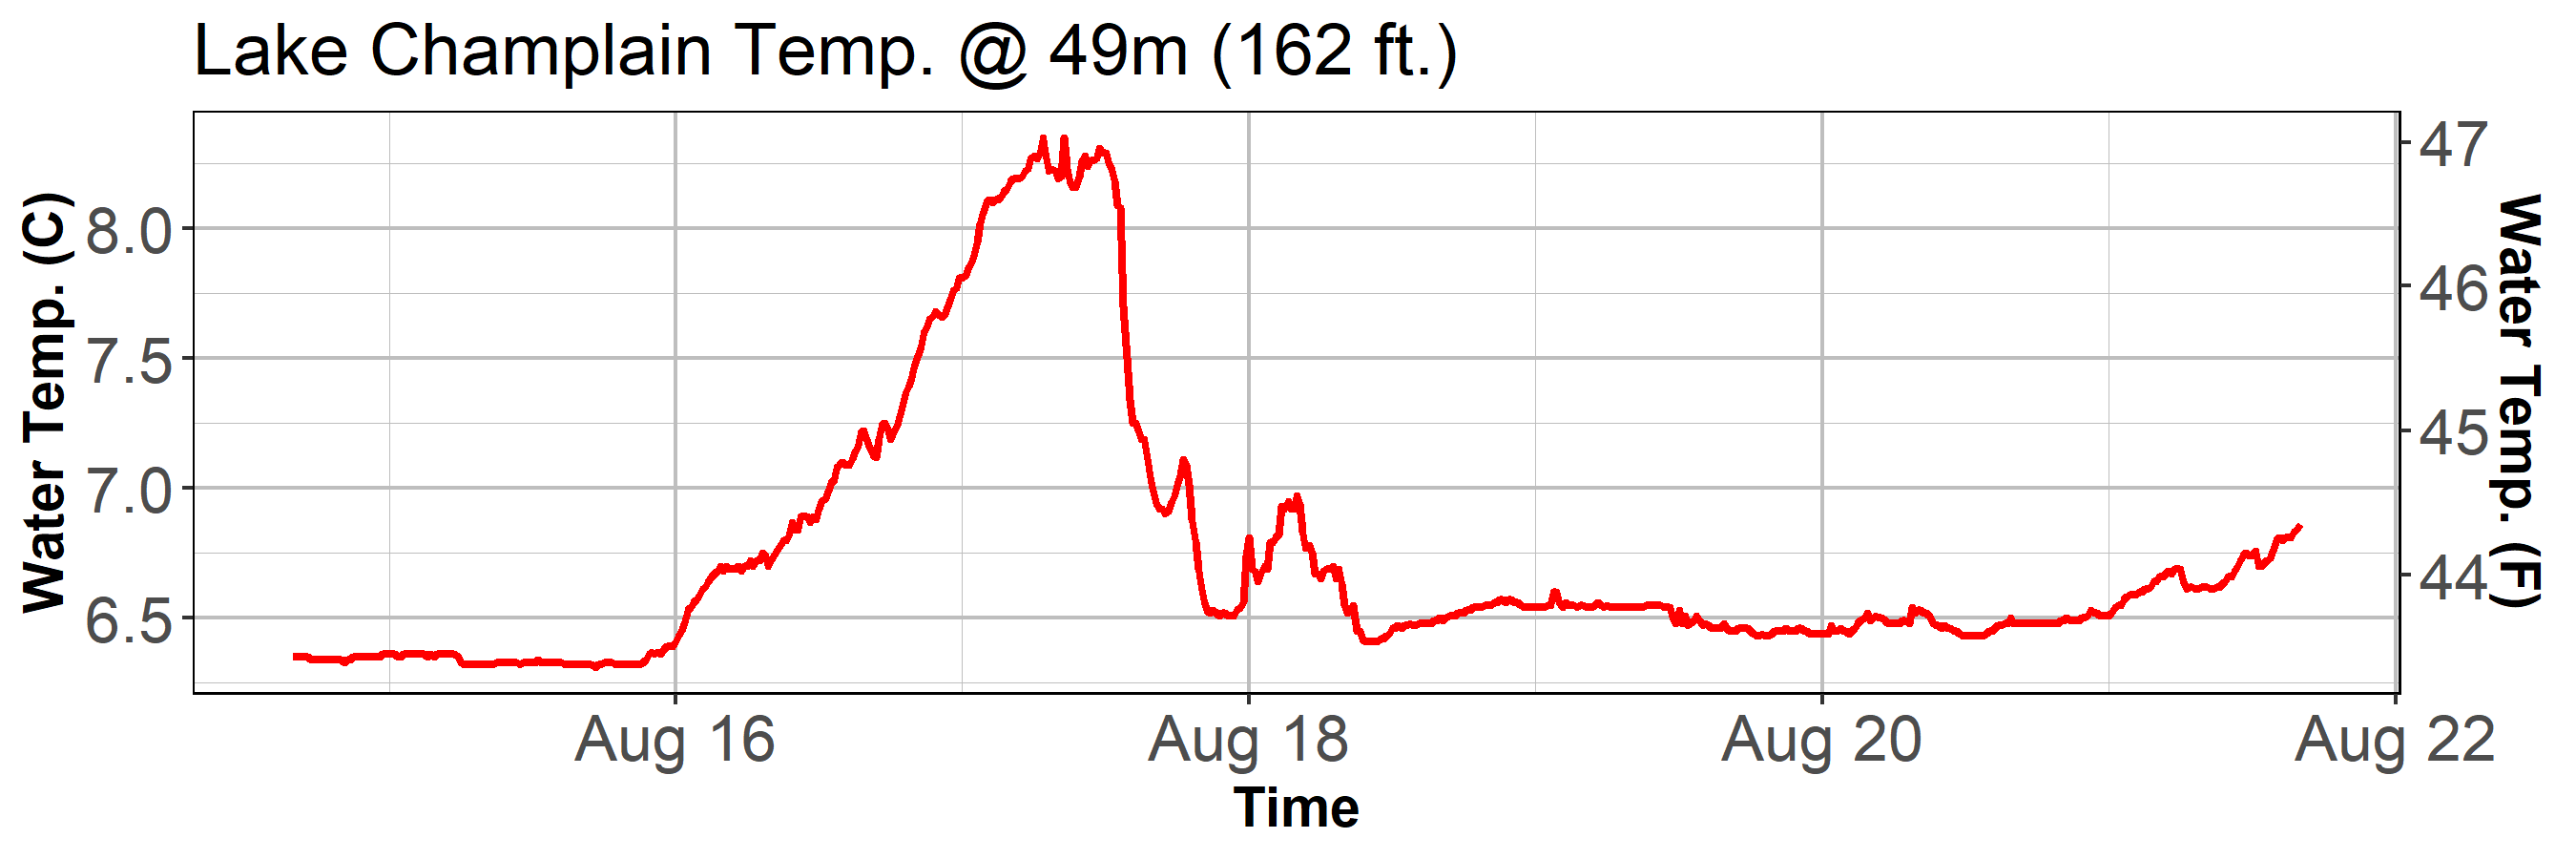 Lake Champlain Temp. @ 49m (162 ft.)
Water Temp. (C)
8.0
7.5
7.0
6.5
47
46
45
44
Water Temp. (F)
Aug 16 Aug 18 Aug 20 Aug 22
Time